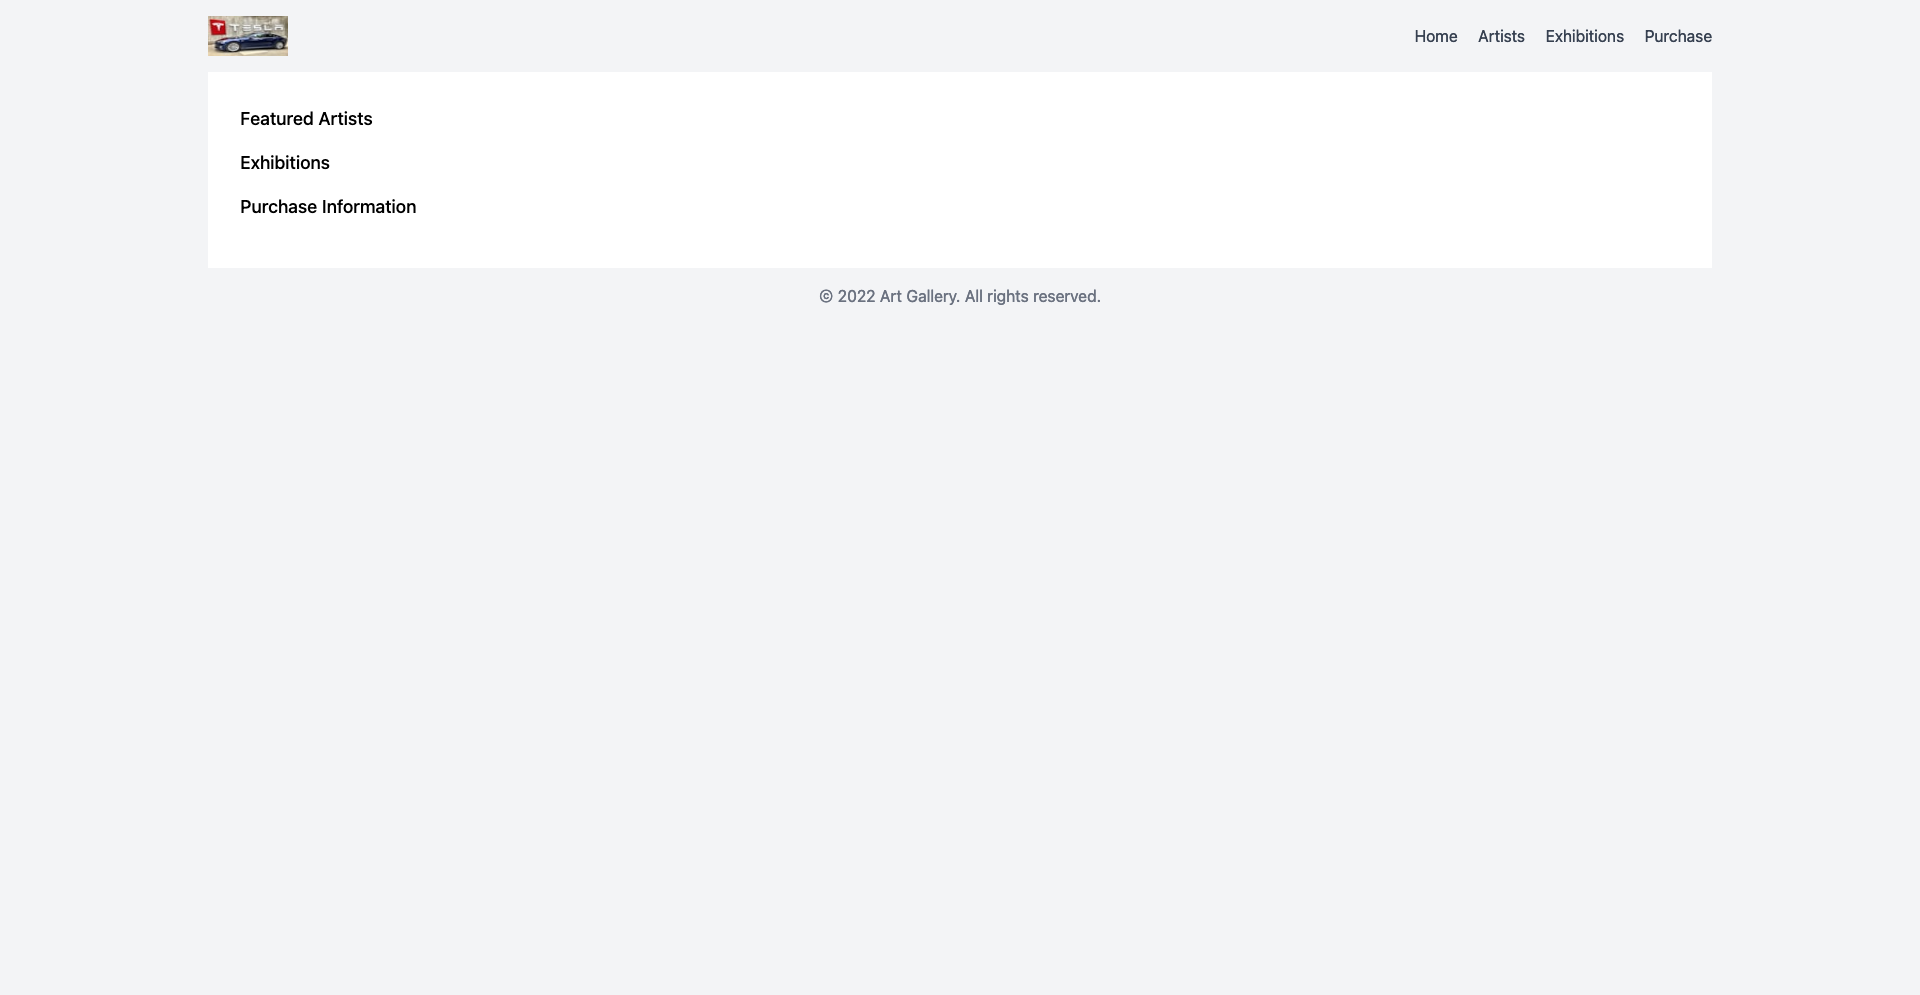 TESLA
Home Artists Exhibitions Purchase
Featured Artists
Exhibitions
Purchase Information
© 2022 Art Gallery. All rights reserved.